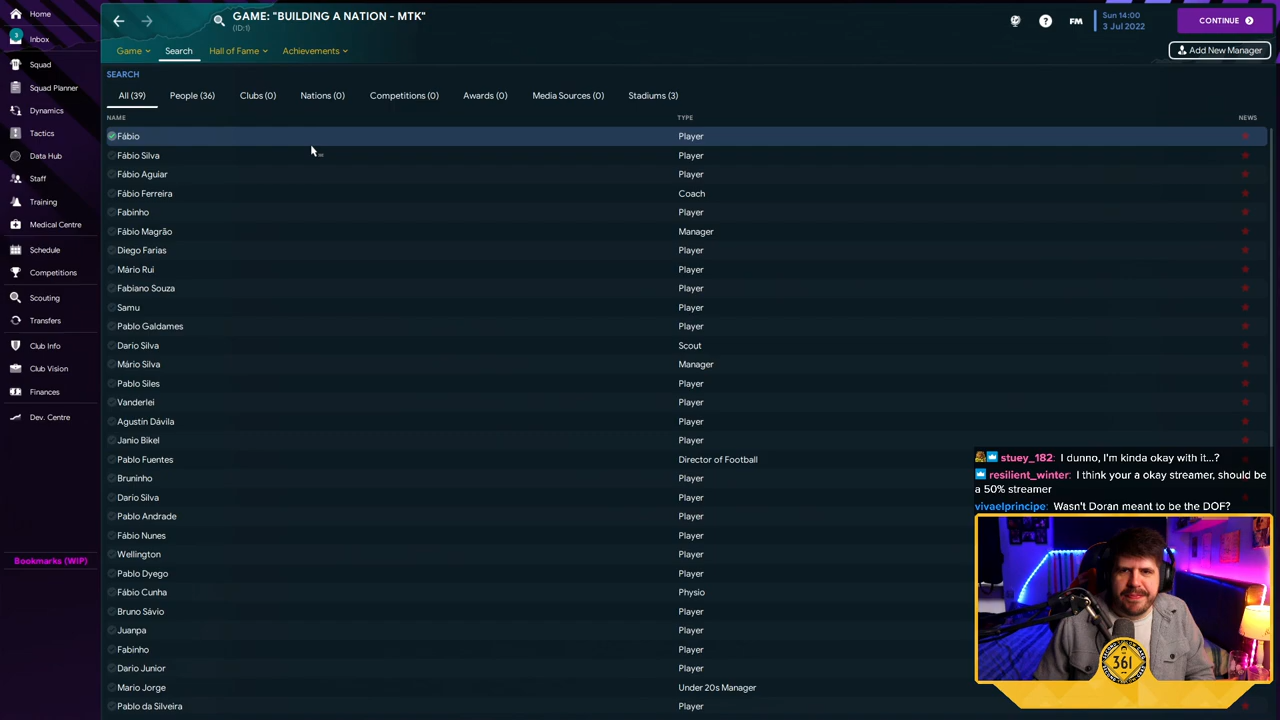 Home
GAME: "BUILDING A NATION - MTK"
(ID:1)
FM
Sun 14:00
3 Jul 2022
CONTINUE
3
Inbox
Game
Search
Hall of Fame
Achievements
Add New Manager
Squad
Squad Planner
Dynamics
Tactics
Data Hub
Staff
Training
Medical Centre
Schedule
Competitions
Scouting
Transfers
Club Info
Club Vision
Finances
Dev. Centre
Bookmarks (WIP)
SEARCH
All (39)
People (36)
Clubs (0)
Nations (0)
Competitions (0)
Awards (0)
Media Sources (0)
Stadiums (3)
NAME TYPE NEWS
Fábio Player
Fábio Silva Player
Fábio Aguiar Player
Fábio Ferreira Coach
Fabinho Player
Fábio Magrão Manager
Diego Farias Player
Mário Rui Player
Fabiano Souza Player
Samu Player
Pablo Galdames Player
Darío Silva Scout
Mário Silva Manager
Pablo Siles Player
Vanderlei Player
Agustín Dávila Player
Janio Bikel Player
Pablo Fuentes Director of Football
Bruninho Player
Dario Silva Player
Pablo Andrade Player
Fábio Nunes Player
Wellington Player
Pablo Dyego Player
Fábio Cunha Physio
Bruno Sávio Player
Juanpa Player
Fabinho Player
Dario Junior Player
Mario Jorge Under 20s Manager
Pablo da Silveira Player
stuey_182: I dunno, I'm kinda okay with it...?
resilient_winter: I think your a okay streamer, should be
a 50% streamer
vivaelprincipe: Wasn't Doran meant to be the DOF?
361